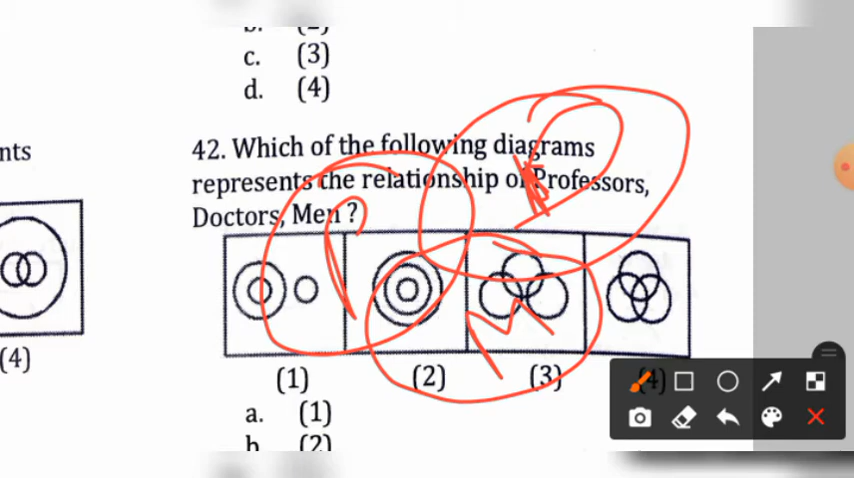 c. (3)
d. (4)
nts
42. Which of the following diagrams
represents the relationship of Professors,
Doctors, Men ?
P
D
M
(4)
(1) (2) (3) (4)
a. (1)
b. (2)